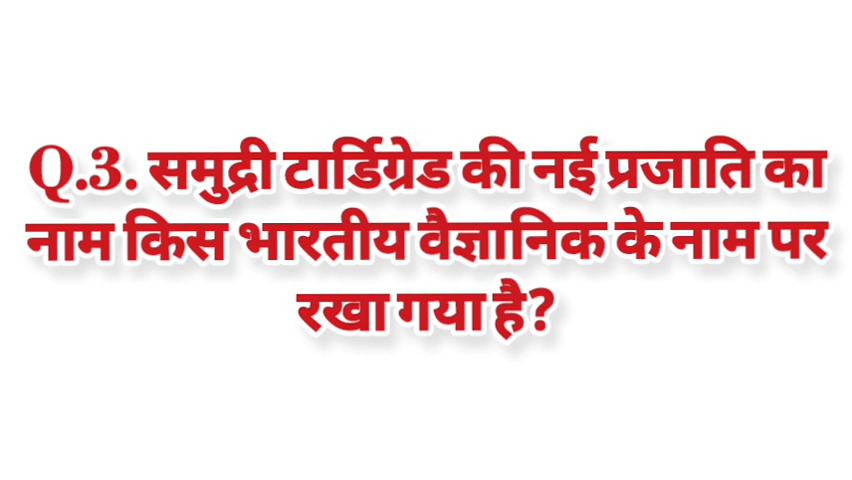 Q.3. समुद्री टार्डिग्रेड की नई प्रजाति का
नाम किस भारतीय वैज्ञानिक के नाम पर
रखा गया है?